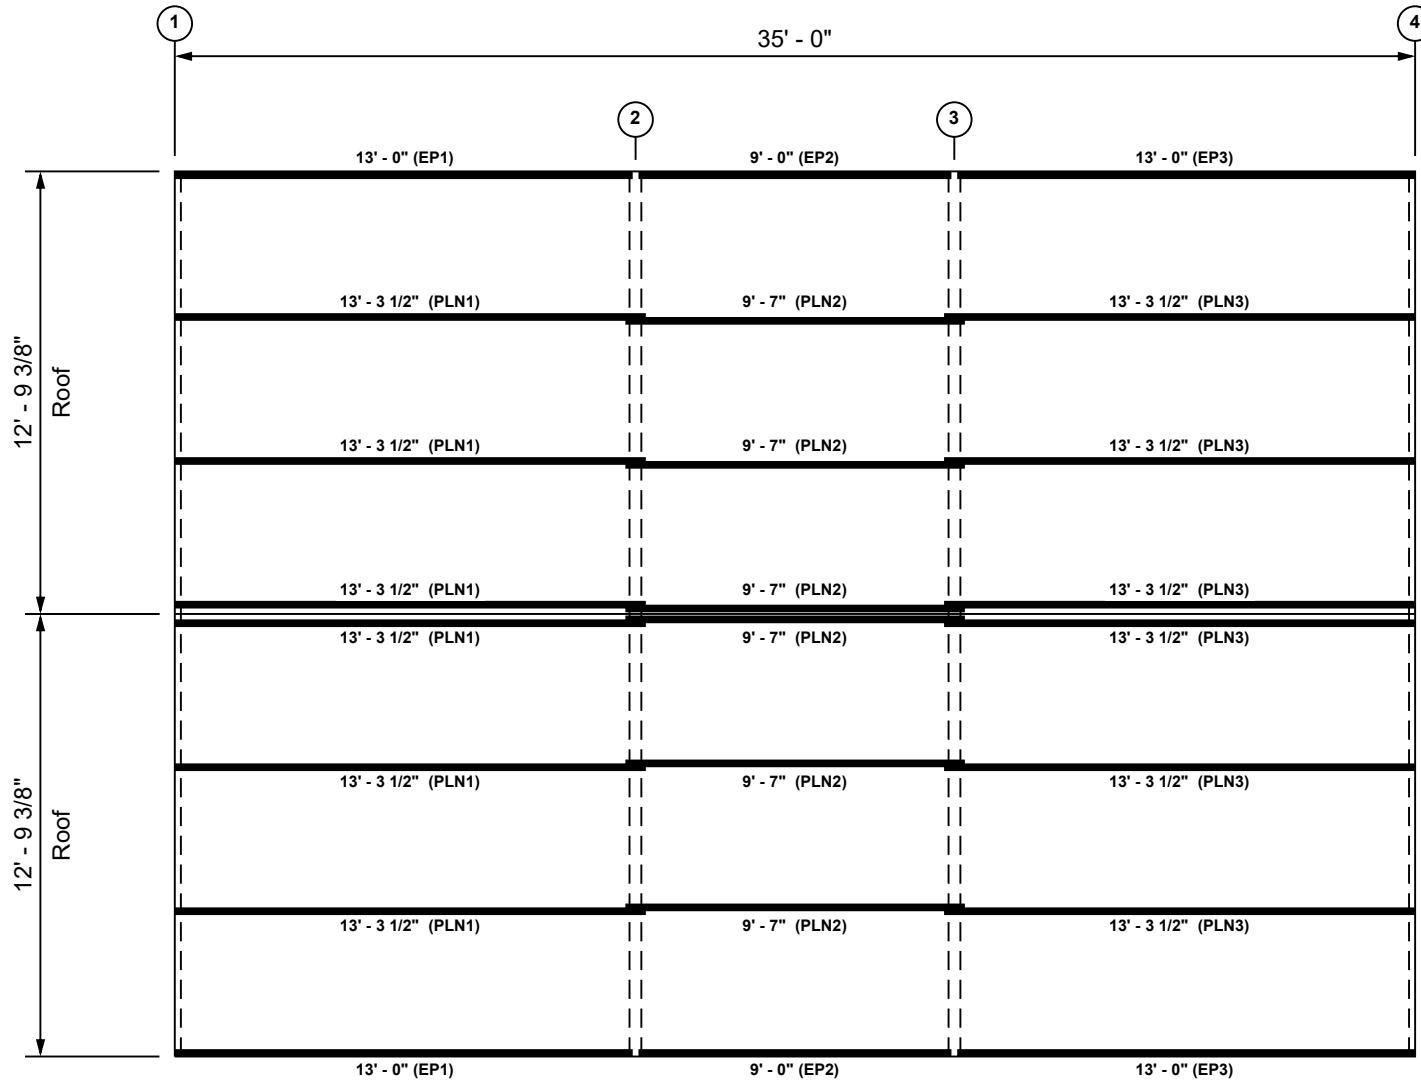 1 4
35' - 0"
2 3
13' - 0" (EP1) 9' - 0" (EP2) 13' - 0" (EP3)
13' - 3 1/2" (PLN1) 9' - 7" (PLN2) 13' - 3 1/2" (PLN3)
12' - 9 3/8"
Roof
13' - 3 1/2" (PLN1) 9' - 7" (PLN2) 13' - 3 1/2" (PLN3)
13' - 3 1/2" (PLN1) 9' - 7" (PLN2) 13' - 3 1/2" (PLN3)
13' - 3 1/2" (PLN1) 9' - 7" (PLN2) 13' - 3 1/2" (PLN3)
12' - 9 3/8"
Roof
13' - 3 1/2" (PLN1) 9' - 7" (PLN2) 13' - 3 1/2" (PLN3)
13' - 3 1/2" (PLN1) 9' - 7" (PLN2) 13' - 3 1/2" (PLN3)
13' - 0" (EP1) 9' - 0" (EP2) 13' - 0" (EP3)